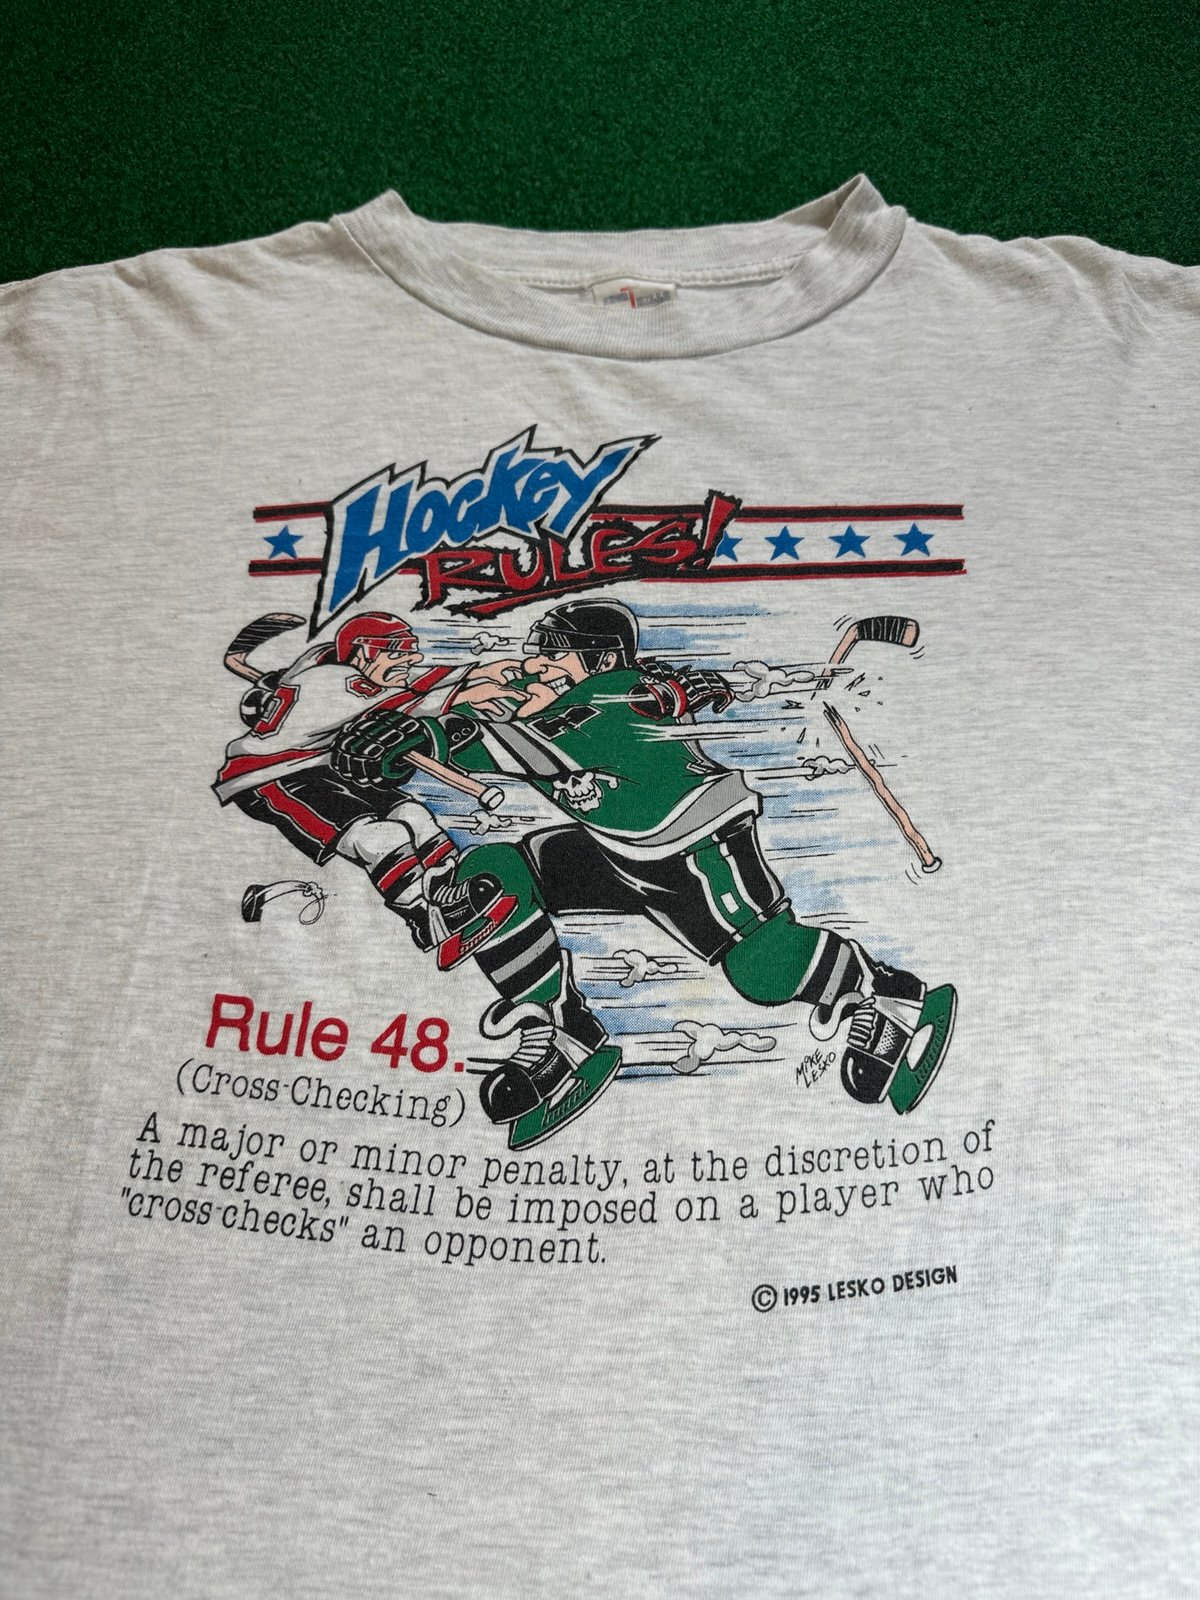 HOCKEY
RULES!
MIKE
LESKO
Rule 48.
(Cross-Checking)
A major or minor penalty, at the discretion of
the referee, shall be imposed on a player who
"cross-checks" an opponent.
© 1995 LESKO DESIGN